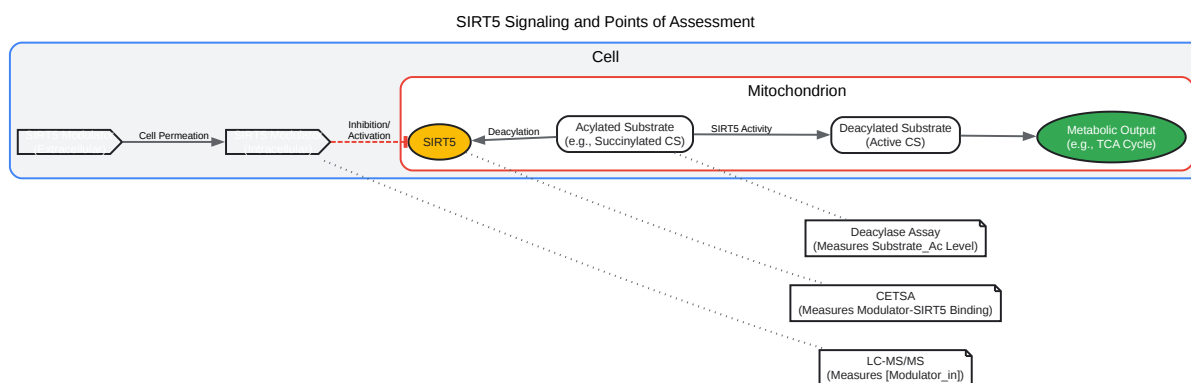 SIRT5 Signaling and Points of Assessment
Cell
Mitochondrion
Cell Permeation
Inhibition/
Activation
SIRT5
Deacylation
Acylated Substrate
(e.g., Succinylated CS)
SIRT5 Activity
Deacylated Substrate
(Active CS)
Metabolic Output
(e.g., TCA Cycle)
Deacylase Assay
(Measures Substrate_Ac Level)
CETSA
(Measures Modulator-SIRT5 Binding)
LC-MS/MS
(Measures [Modulator_in])